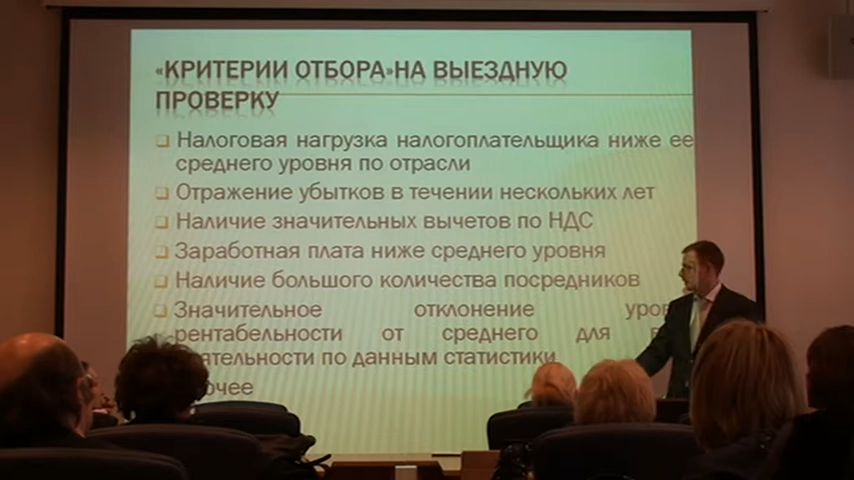 «КРИТЕРИИ ОТБОРА»НА ВЫЕЗДНУЮ
ПРОВЕРКУ
Налоговая нагрузка налогоплательщика ниже ее
среднего уровня по отрасли
Отражение убытков в течении нескольких лет
Наличие значительных вычетов по НДС
Заработная плата ниже среднего уровня
Наличие большого количества посредников
Значительное отклонение
рентабельности от среднего для
по данным статистики